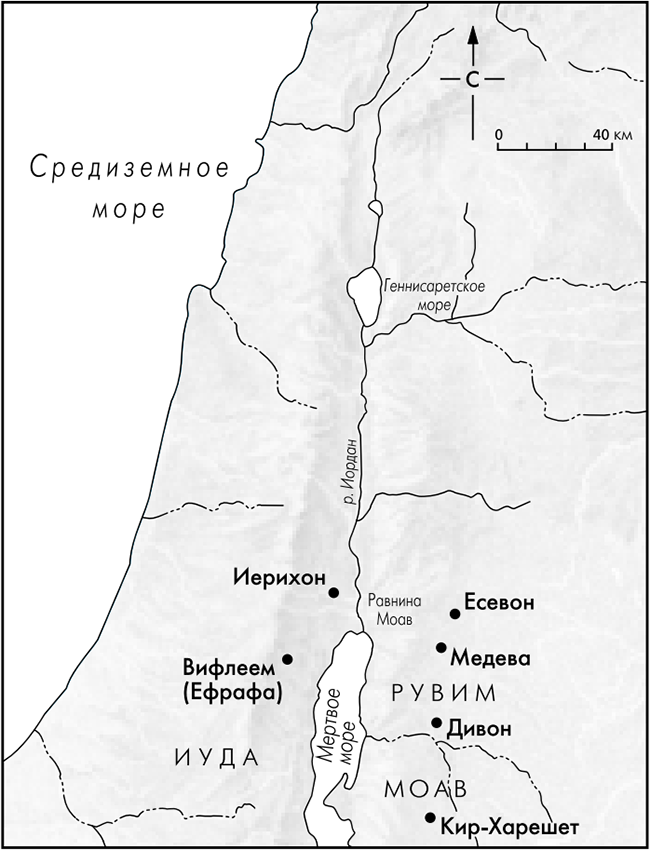 С
0 40 км
Средиземное
море
Геннисаретское
море
р. Иордан
Иерихон
Равнина
Моав
Есевон
Медева
Вифлеем
(Ефрафа)
РУВИМ
Дивон
Мертвое
море
ИУДА
МОАВ
Кир-Харешет